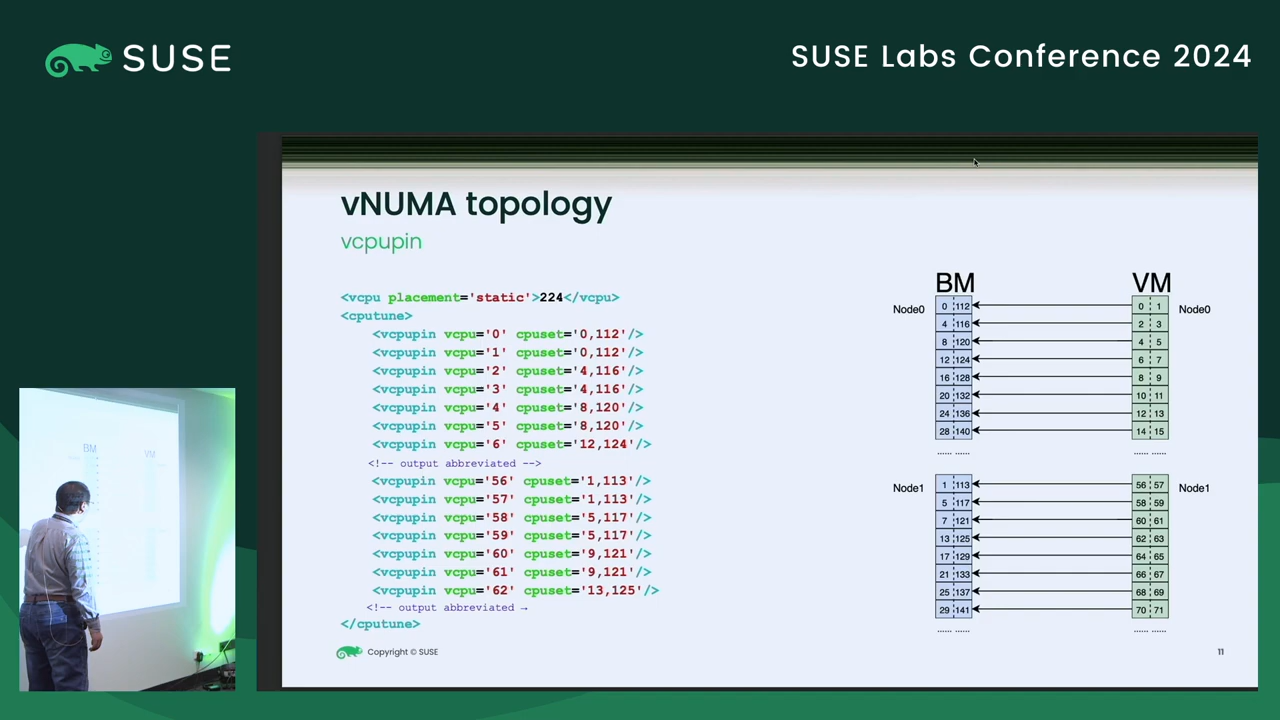 SUSE
SUSE Labs Conference 2024
vNUMA topology
vcpupin
<vcpu placement='static'>224</vcpu>
<cputune>
<vcpupin vcpu='0' cpuset='0,112'/>
<vcpupin vcpu='1' cpuset='0,112'/>
<vcpupin vcpu='2' cpuset='4,116'/>
<vcpupin vcpu='3' cpuset='4,116'/>
<vcpupin vcpu='4' cpuset='8,120'/>
<vcpupin vcpu='5' cpuset='8,120'/>
<vcpupin vcpu='6' cpuset='12,124'/>
<!-- output abbreviated -->
<vcpupin vcpu='56' cpuset='1,113'/>
<vcpupin vcpu='57' cpuset='1,113'/>
<vcpupin vcpu='58' cpuset='5,117'/>
<vcpupin vcpu='59' cpuset='5,117'/>
<vcpupin vcpu='60' cpuset='9,121'/>
<vcpupin vcpu='61' cpuset='9,121'/>
<vcpupin vcpu='62' cpuset='13,125'/>
<!-- output abbreviated →
</cputune>
BM VM
Node0 0 112 0 1 Node0
4 116 2 3
8 120 4 5
12 124 6 7
16 128 8 9
20 132 10 11
24 136 12 13
28 140 14 15
...... ...... ...... ......
Node1 1 113 56 57 Node1
5 117 58 59
7 121 60 61
13 125 62 63
17 129 64 65
21 133 66 67
25 137 68 69
29 141 70 71
...... ...... ...... ......
Copyright © SUSE
11
BM
VM